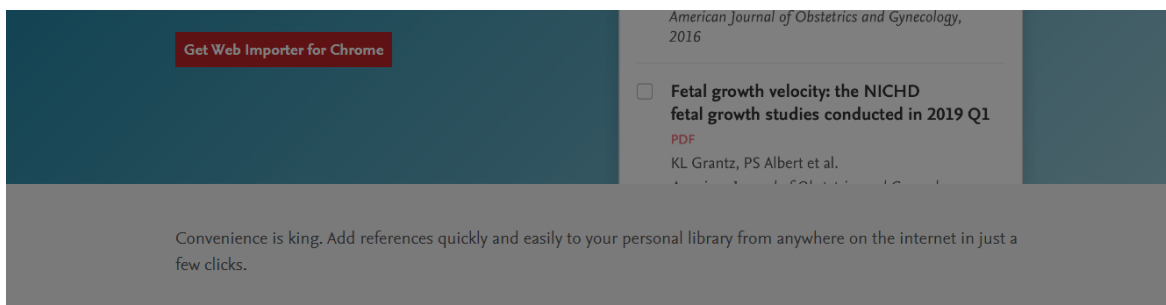 American Journal of Obstetrics and Gynecology,
2016
Get Web Importer for Chrome
Fetal growth velocity: the NICHD
fetal growth studies conducted in 2019 Q1
PDF
KL Grantz, PS Albert et al.
Convenience is king. Add references quickly and easily to your personal library from anywhere on the internet in just a
few clicks.